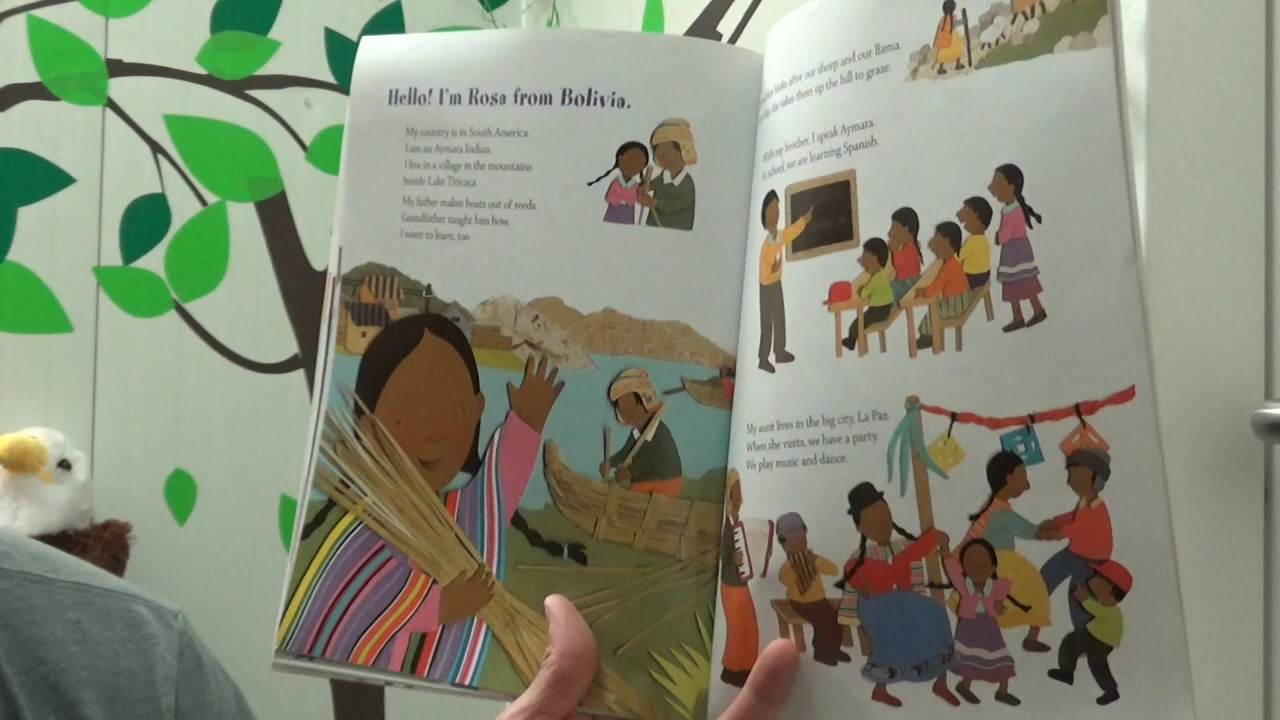 Hello! I'm Rosa from Bolivia.
My country is in South America.
I am an Aymara Indian.
I live in a village in the mountains
beside Lake Titicaca.
My father makes boats out of reeds.
Grandfather taught him how.
I want to learn, too.
looks after our sheep and our llama.
she takes them up the hill to graze.
With my brother, I speak Aymara.
school, we are learning Spanish.
My aunt lives in the big city, La Paz.
When she visits, we have a party.
We play music and dance.